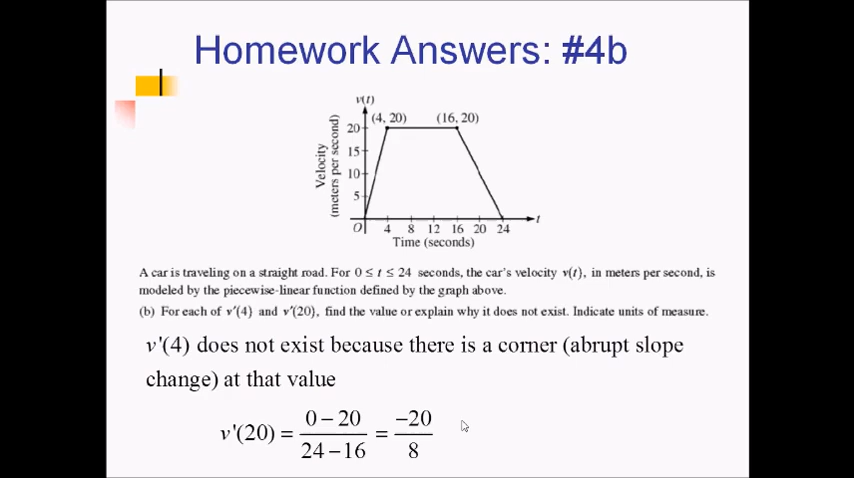 Homework Answers: #4b
v(t)
(4, 20)
(16, 20)
Velocity
(meters per second)
20
15
10
5
O
4 8 12 16 20 24
t
Time (seconds)
A car is traveling on a straight road. For 0 ≤ t ≤ 24 seconds, the car's velocity v(t), in meters per second, is
modeled by the piecewise-linear function defined by the graph above.
(b) For each of v′(4) and v′(20), find the value or explain why it does not exist. Indicate units of measure.
v'(4) does not exist because there is a corner (abrupt slope
change) at that value
v'(20) = (0 − 20)/(24 − 16) = −20/8